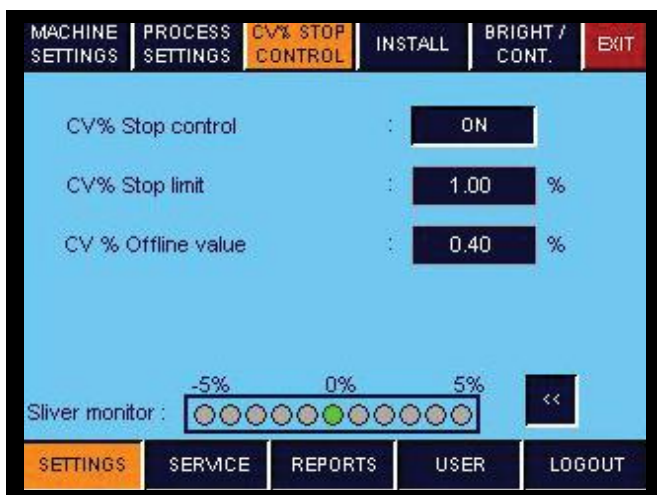 MACHINE SETTINGS PROCESS SETTINGS CV% STOP CONTROL INSTALL BRIGHT / CONT. EXIT
CV% Stop control : ON
CV% Stop limit : 1.00 %
CV % Offline value : 0.40 %
-5% 0% 5%
Sliver monitor : <<
SETTINGS SERVICE REPORTS USER LOGOUT